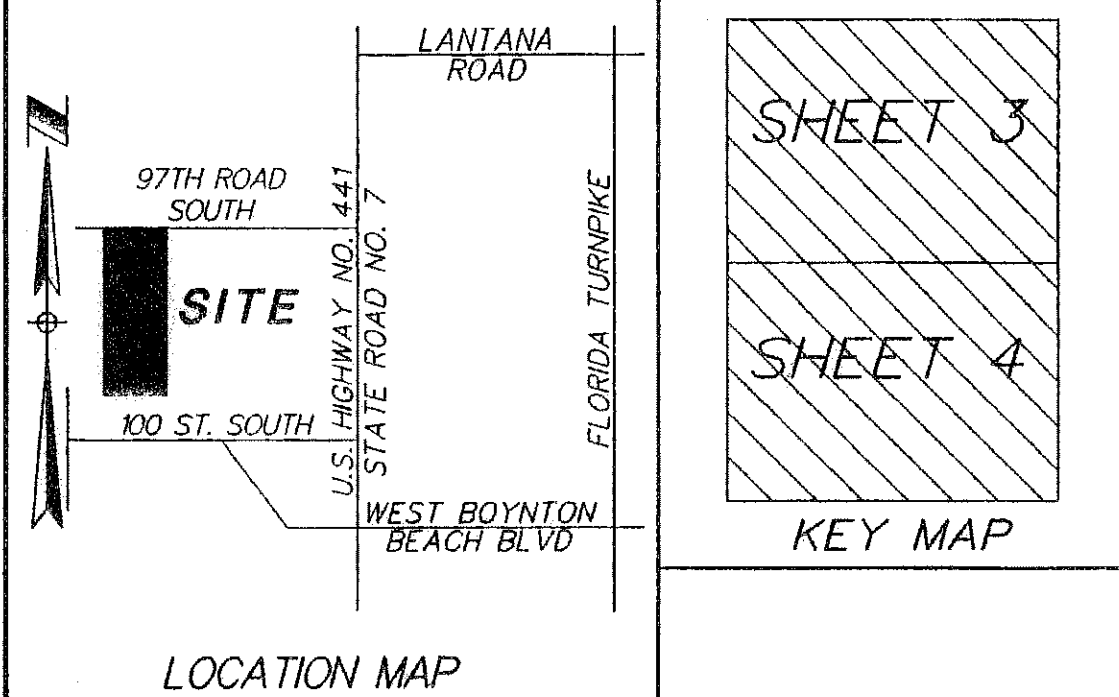 LANTANA
ROAD
N
97TH ROAD
SOUTH
SITE
U.S. HIGHWAY NO. 441
STATE ROAD NO. 7
FLORIDA TURNPIKE
100 ST. SOUTH
WEST BOYNTON
BEACH BLVD
LOCATION MAP
SHEET 3
SHEET 4
KEY MAP